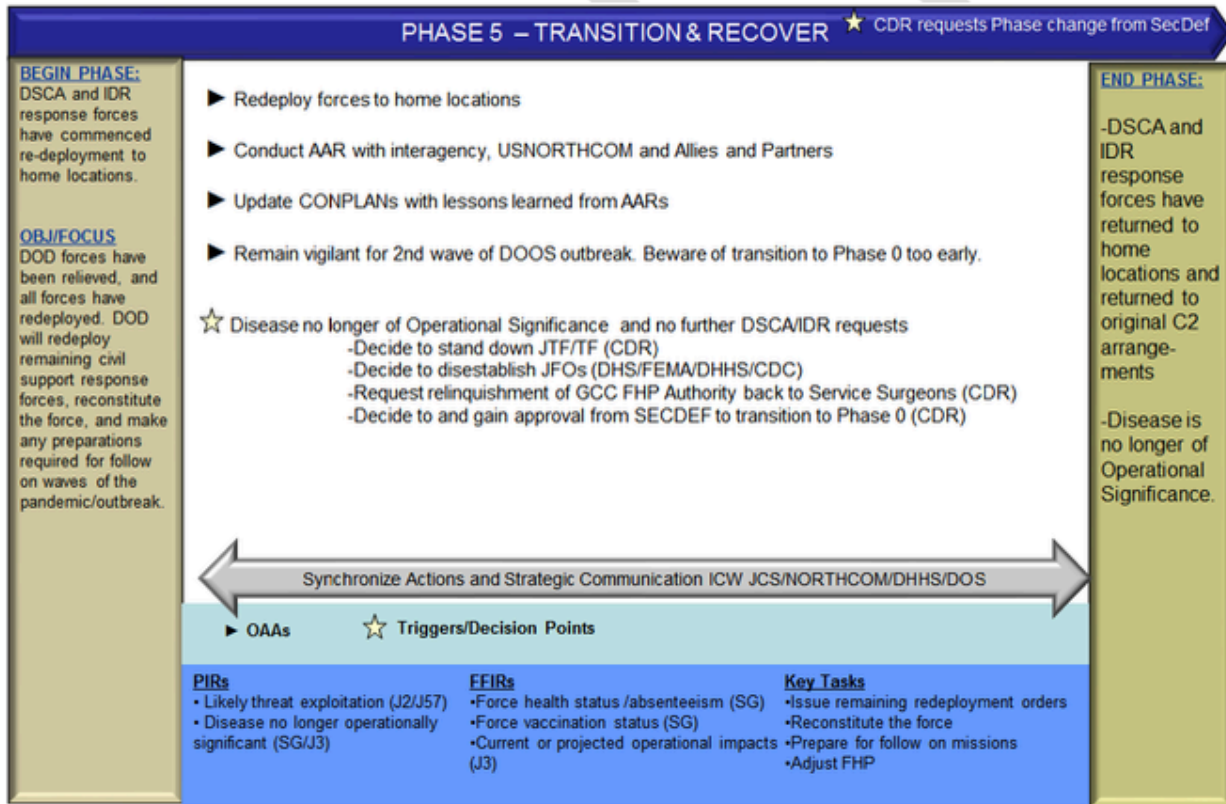 PHASE 5 – TRANSITION & RECOVER
CDR requests Phase change from SecDef
BEGIN PHASE:
DSCA and IDR
response forces
have commenced
re-deployment to
home locations.
OBJ/FOCUS
DOD forces have
been relieved, and
all forces have
redeployed. DOD
will redeploy
remaining civil
support response
forces, reconstitute
the force, and make
any preparations
required for follow
on waves of the
pandemic/outbreak.
► Redeploy forces to home locations
► Conduct AAR with interagency, USNORTHCOM and Allies and Partners
► Update CONPLANs with lessons learned from AARs
► Remain vigilant for 2nd wave of DOOS outbreak. Beware of transition to Phase 0 too early.
Disease no longer of Operational Significance and no further DSCA/IDR requests
-Decide to stand down JTF/TF (CDR)
-Decide to disestablish JFOs (DHS/FEMA/DHHS/CDC)
-Request relinquishment of GCC FHP Authority back to Service Surgeons (CDR)
-Decide to and gain approval from SECDEF to transition to Phase 0 (CDR)
Synchronize Actions and Strategic Communication ICW JCS/NORTHCOM/DHHS/DOS
► OAAs
Triggers/Decision Points
PIRs
• Likely threat exploitation (J2/J57)
• Disease no longer operationally
significant (SG/J3)
FFIRs
•Force health status /absenteeism (SG)
•Force vaccination status (SG)
•Current or projected operational impacts
(J3)
Key Tasks
•Issue remaining redeployment orders
•Reconstitute the force
•Prepare for follow on missions
•Adjust FHP
END PHASE:
-DSCA and
IDR
response
forces have
returned to
home
locations and
returned to
original C2
arrange-
ments
-Disease is
no longer of
Operational
Significance.